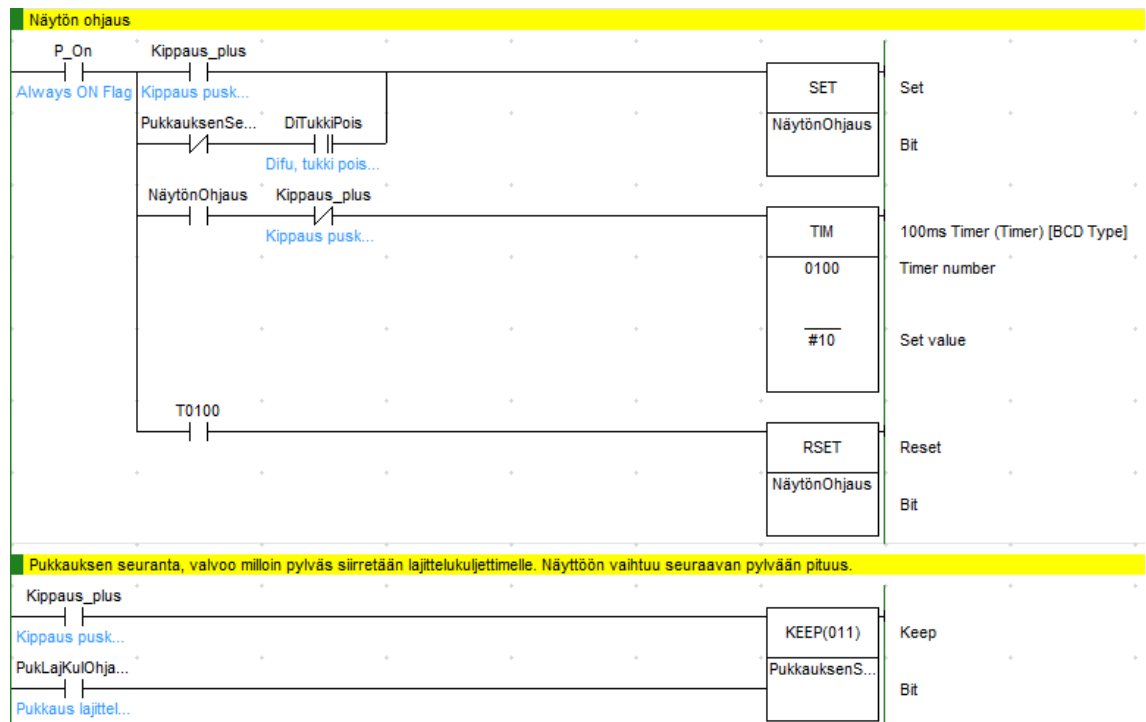 Näytön ohjaus
P_On Kippaus_plus
Always ON Flag Kippaus pusk...
SET Set
PukkauksenSe... DiTukkiPois
NäytönOhjaus
Bit
Difu, tukki pois...
NäytönOhjaus Kippaus_plus
Kippaus pusk...
TIM 100ms Timer (Timer) [BCD Type]
0100 Timer number
#10 Set value
T0100
RSET Reset
NäytönOhjaus
Bit
Pukkauksen seuranta, valvoo milloin pylväs siirretään lajittelukuljettimelle. Näyttöön vaihtuu seuraavan pylvään pituus.
Kippaus_plus
Kippaus pusk...
KEEP(011) Keep
PukLajKulOhja... PukkauksenS...
Bit
Pukkaus lajittel...